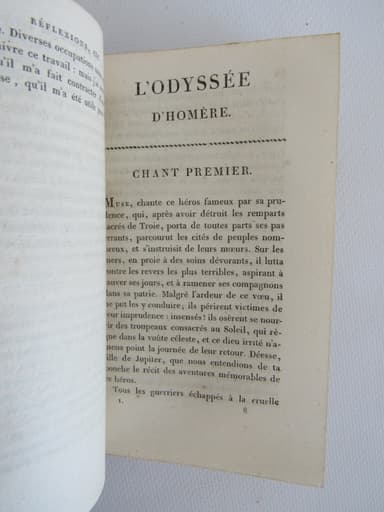 RÉFLEXIONS,
Diverses occupations
ivre ce travail : mais j'
u'il m'a fait contracte
se, qu'il m'a été utile
L'ODYSSÉE
D'HOMÈRE.
CHANT PREMIER.
Muse, chante ce héros fameux par sa pru-
dence, qui, après avoir détruit les remparts
sacrés de Troie, porta de toutes parts ses pas
errants, parcourut les cités de peuples nom-
breux, et s'instruisit de leurs mœurs. Sur les
mers, en proie à des soins dévorants, il lutta
contre les revers les plus terribles, aspirant à
sauver ses jours, et à ramener ses compagnons
dans sa patrie. Malgré l'ardeur de ce vœu, il
ne put les y conduire, ils périrent victimes de
leur imprudence : insensés ! ils osèrent se nour-
rir des troupeaux consacrés au Soleil, qui rè-
gne dans la voûte céleste, et ce dieu irrité n'a-
mena point la journée de leur retour. Déesse,
fille de Jupiter, que nous entendions de ta
bouche le récit des aventures mémorables de
ce héros.
Tous les guerriers échappés à la cruelle
1. 8